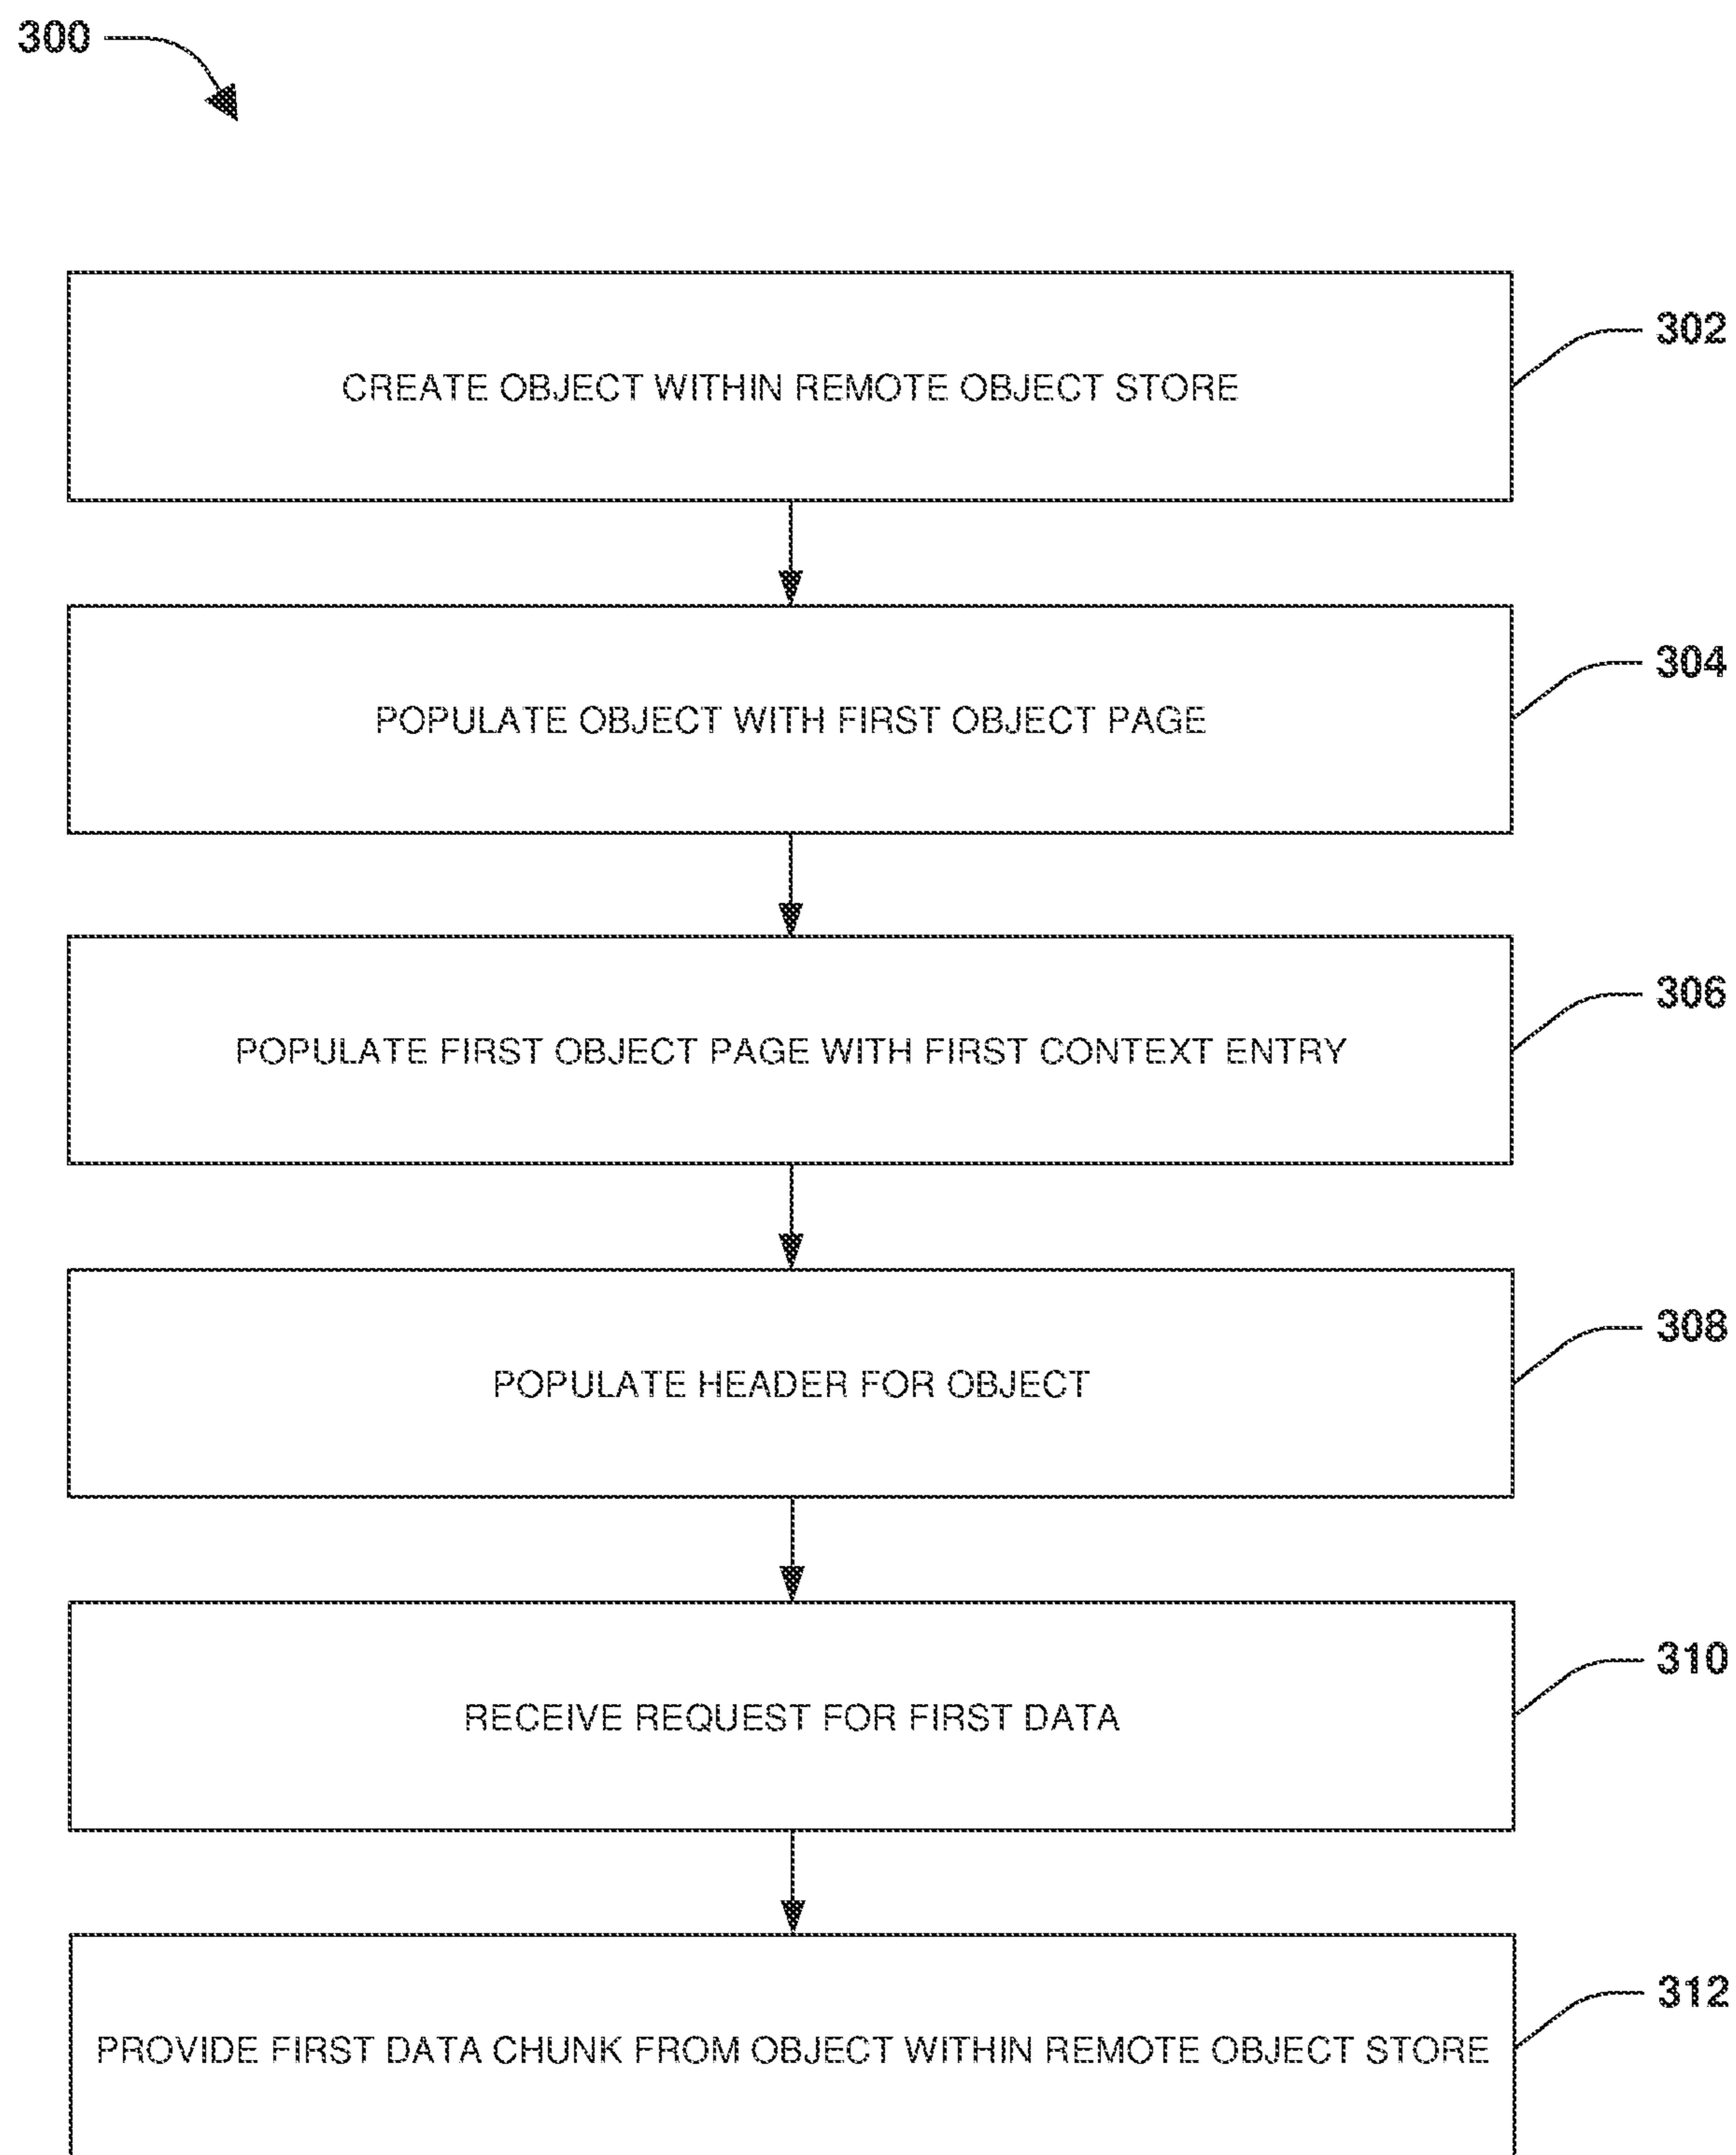 300
CREATE OBJECT WITHIN REMOTE OBJECT STORE
302
POPULATE OBJECT WITH FIRST OBJECT PAGE
304
POPULATE FIRST OBJECT PAGE WITH FIRST CONTEXT ENTRY
306
POPULATE HEADER FOR OBJECT
308
RECEIVE REQUEST FOR FIRST DATA
310
PROVIDE FIRST DATA CHUNK FROM OBJECT WITHIN REMOTE OBJECT STORE
312